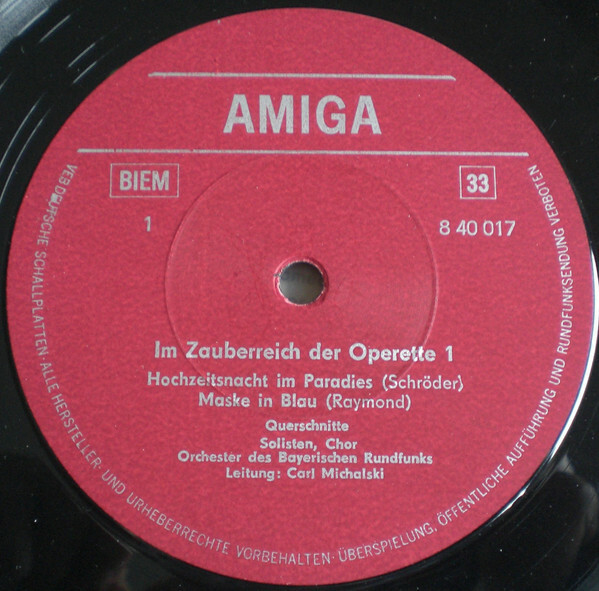 AMIGA
BIEM
33
1
8 40 017
Im Zauberreich der Operette 1
Hochzeitsnacht im Paradies (Schröder)
Maske in Blau (Raymond)
Querschnitte
Solisten, Chor
Orchester des Bayerischen Rundfunks
Leitung: Carl Michalski
VEB DEUTSCHE SCHALLPLATTEN · ALLE HERSTELLER- UND URHEBERRECHTE VORBEHALTEN · ÜBERSPIELUNG, ÖFFENTLICHE AUFFÜHRUNG UND RUNDFUNKSENDUNG VERBOTEN